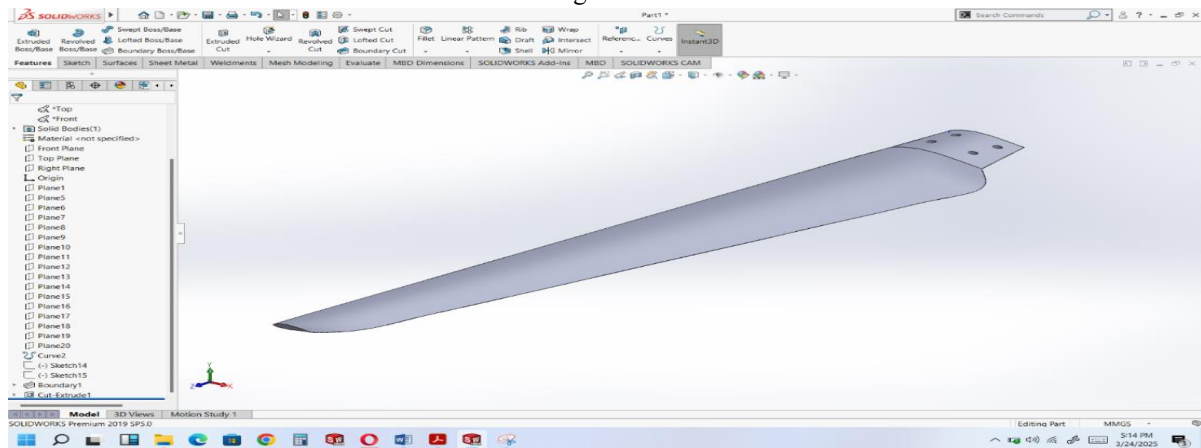 SOLIDWORKS
Part1 *
Search Commands
Extruded Boss/Base
Revolved Boss/Base
Swept Boss/Base
Lofted Boss/Base
Boundary Boss/Base
Extruded Cut
Hole Wizard
Revolved Cut
Swept Cut
Lofted Cut
Boundary Cut
Fillet
Linear Pattern
Rib
Draft
Shell
Wrap
Intersect
Mirror
Referenc...
Curves
Instant3D
Features Sketch Surfaces Sheet Metal Weldments Mesh Modeling Evaluate MBD Dimensions SOLIDWORKS Add-Ins MBD SOLIDWORKS CAM
*Top
*Front
Solid Bodies(1)
Material <not specified>
Front Plane
Top Plane
Right Plane
Origin
Plane1
Plane5
Plane6
Plane7
Plane8
Plane9
Plane10
Plane11
Plane12
Plane13
Plane14
Plane15
Plane16
Plane17
Plane18
Plane19
Plane20
Curve2
(-) Sketch14
(-) Sketch15
Boundary1
Cut-Extrude1
Y
Z
X
Model 3D Views Motion Study 1
SOLIDWORKS Premium 2019 SP5.0
Editing Part MMGS
5:14 PM
3/24/2025